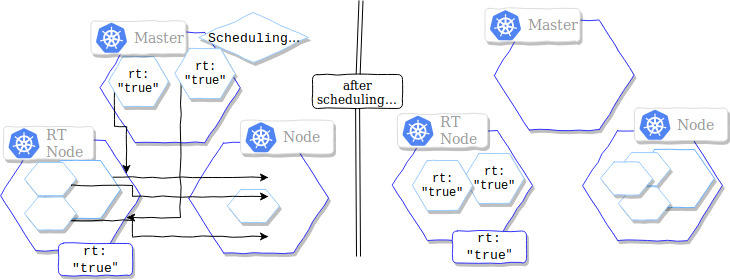 Master
Scheduling...
rt:
"true"
rt:
"true"
RT
Node
Node
rt:
"true"
after
scheduling...
Master
RT
Node
Node
rt:
"true"
rt:
"true"
rt:
"true"